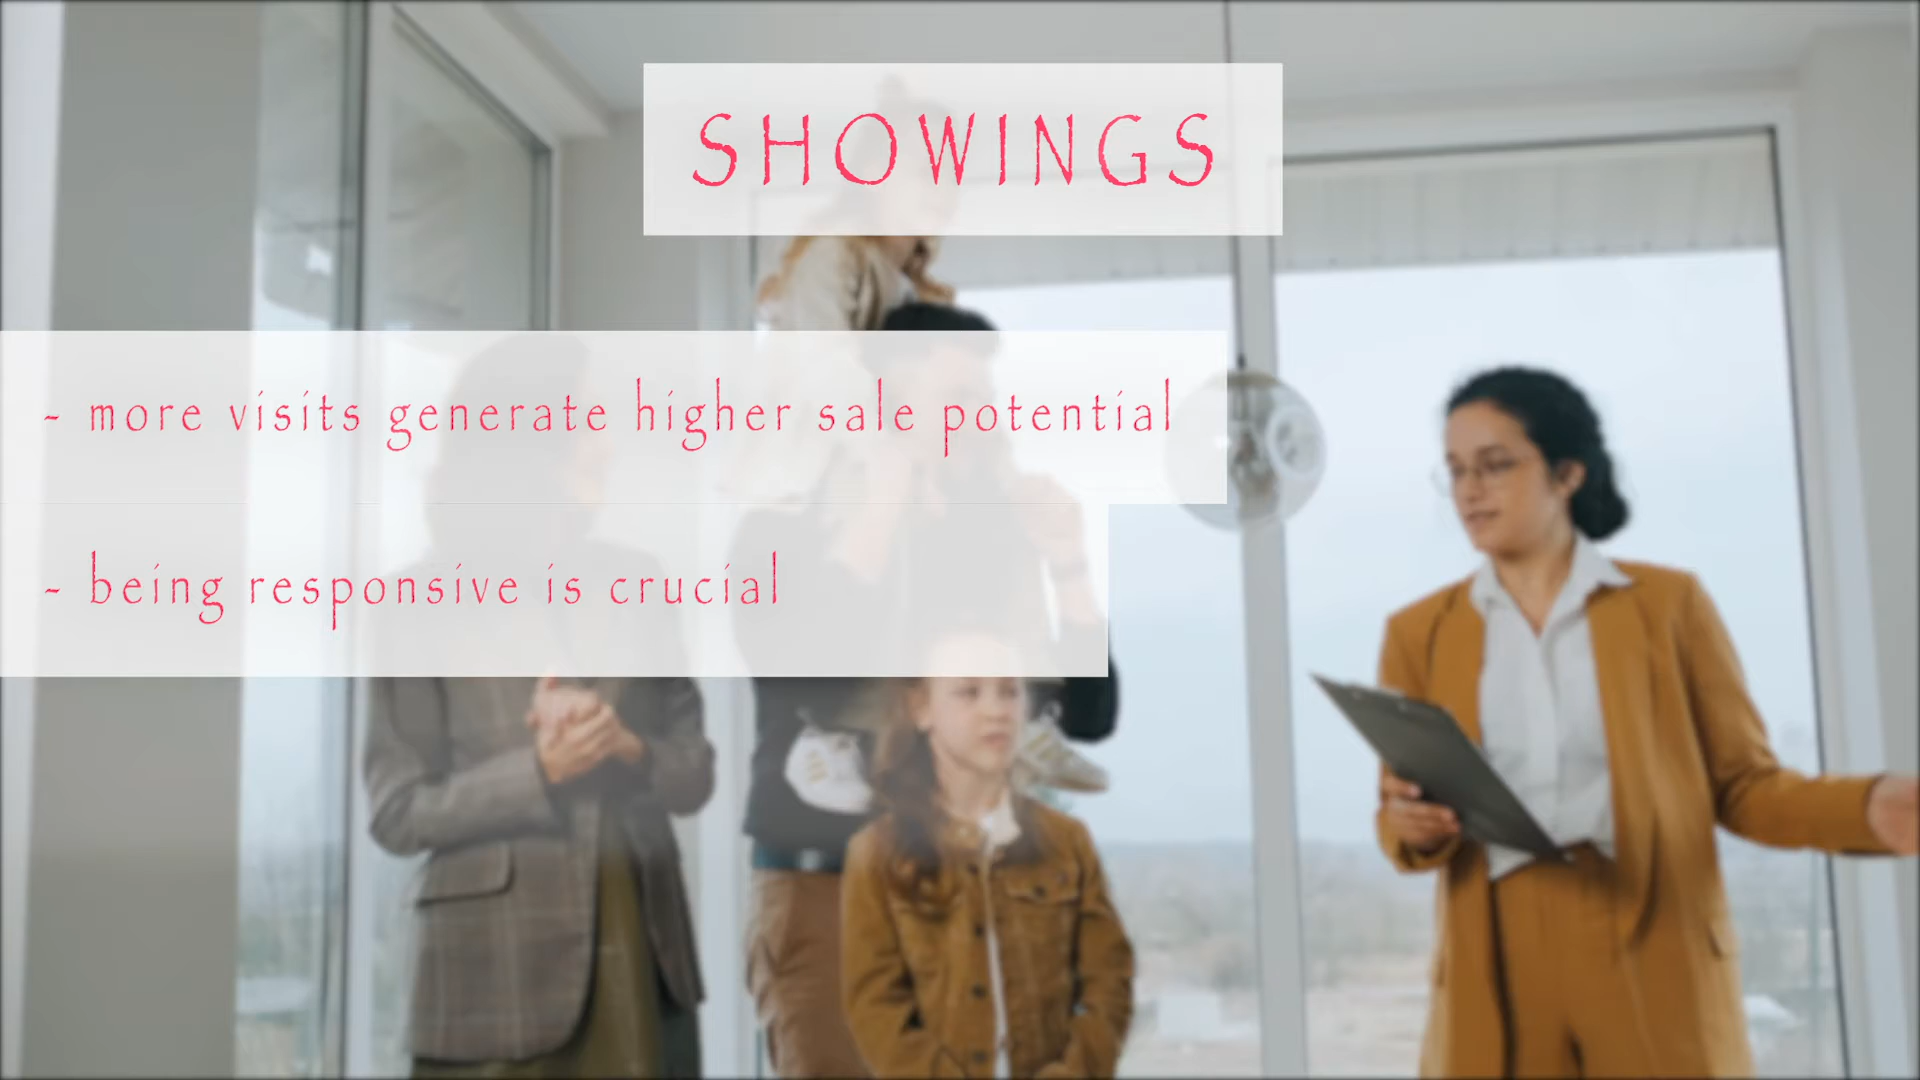 SHOWINGS
- more visits generate higher sale potential
- being responsive is crucial